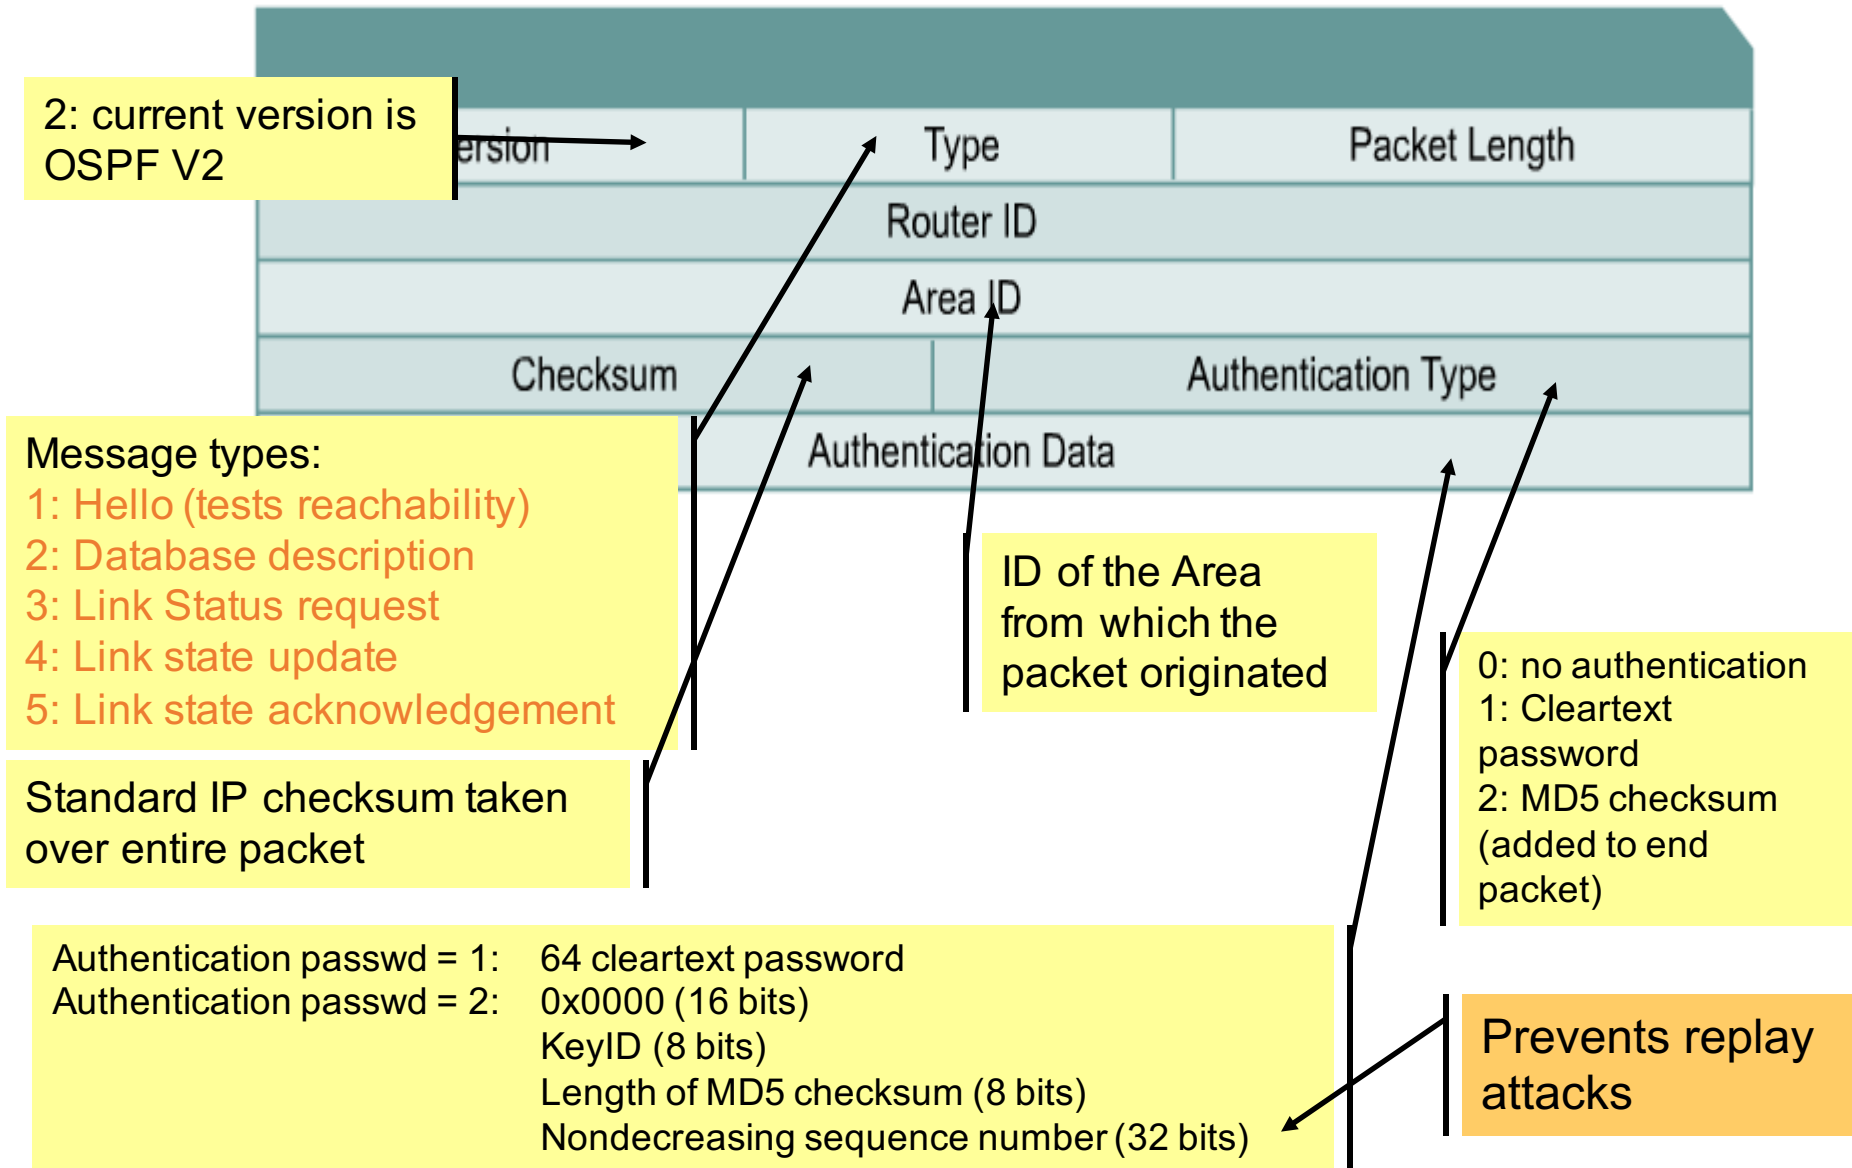 2: current version is
OSPF V2
ersion
Type
Packet Length
Router ID
Area ID
Checksum
Authentication Type
Authentication Data
Message types:
1: Hello (tests reachability)
2: Database description
3: Link Status request
4: Link state update
5: Link state acknowledgement
ID of the Area
from which the
packet originated
0: no authentication
1: Cleartext
password
2: MD5 checksum
(added to end
packet)
Standard IP checksum taken
over entire packet
Authentication passwd = 1: 64 cleartext password
Authentication passwd = 2: 0x0000 (16 bits)
KeyID (8 bits)
Length of MD5 checksum (8 bits)
Nondecreasing sequence number (32 bits)
Prevents replay
attacks